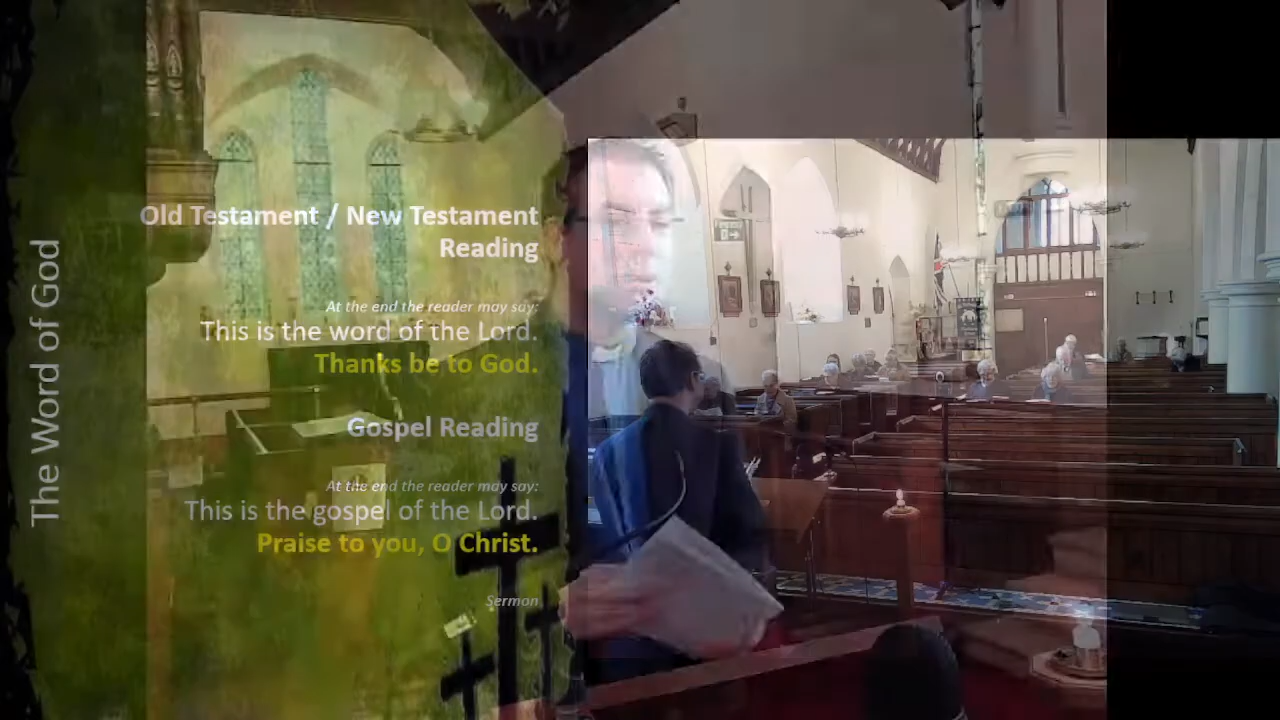 The Word of God
Old Testament / New Testament
Reading
At the end the reader may say:
This is the word of the Lord.
Thanks be to God.
Gospel Reading
At the end the reader may say:
This is the gospel of the Lord.
Praise to you, O Christ.
Sermon